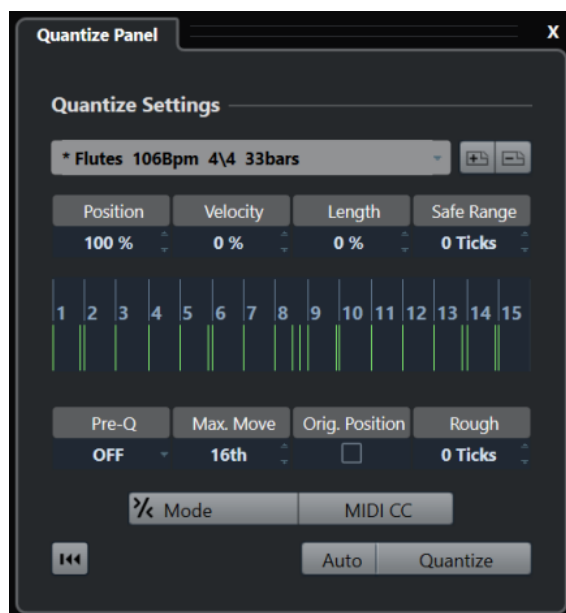 Quantize Panel X
Quantize Settings
* Flutes 106Bpm 4\4 33bars
Position Velocity Length Safe Range
100 % 0 % 0 % 0 Ticks
1 2 3 4 5 6 7 8 9 10 11 12 13 14 15
Pre-Q Max. Move Orig. Position Rough
OFF 16th 0 Ticks
Mode MIDI CC
Auto Quantize